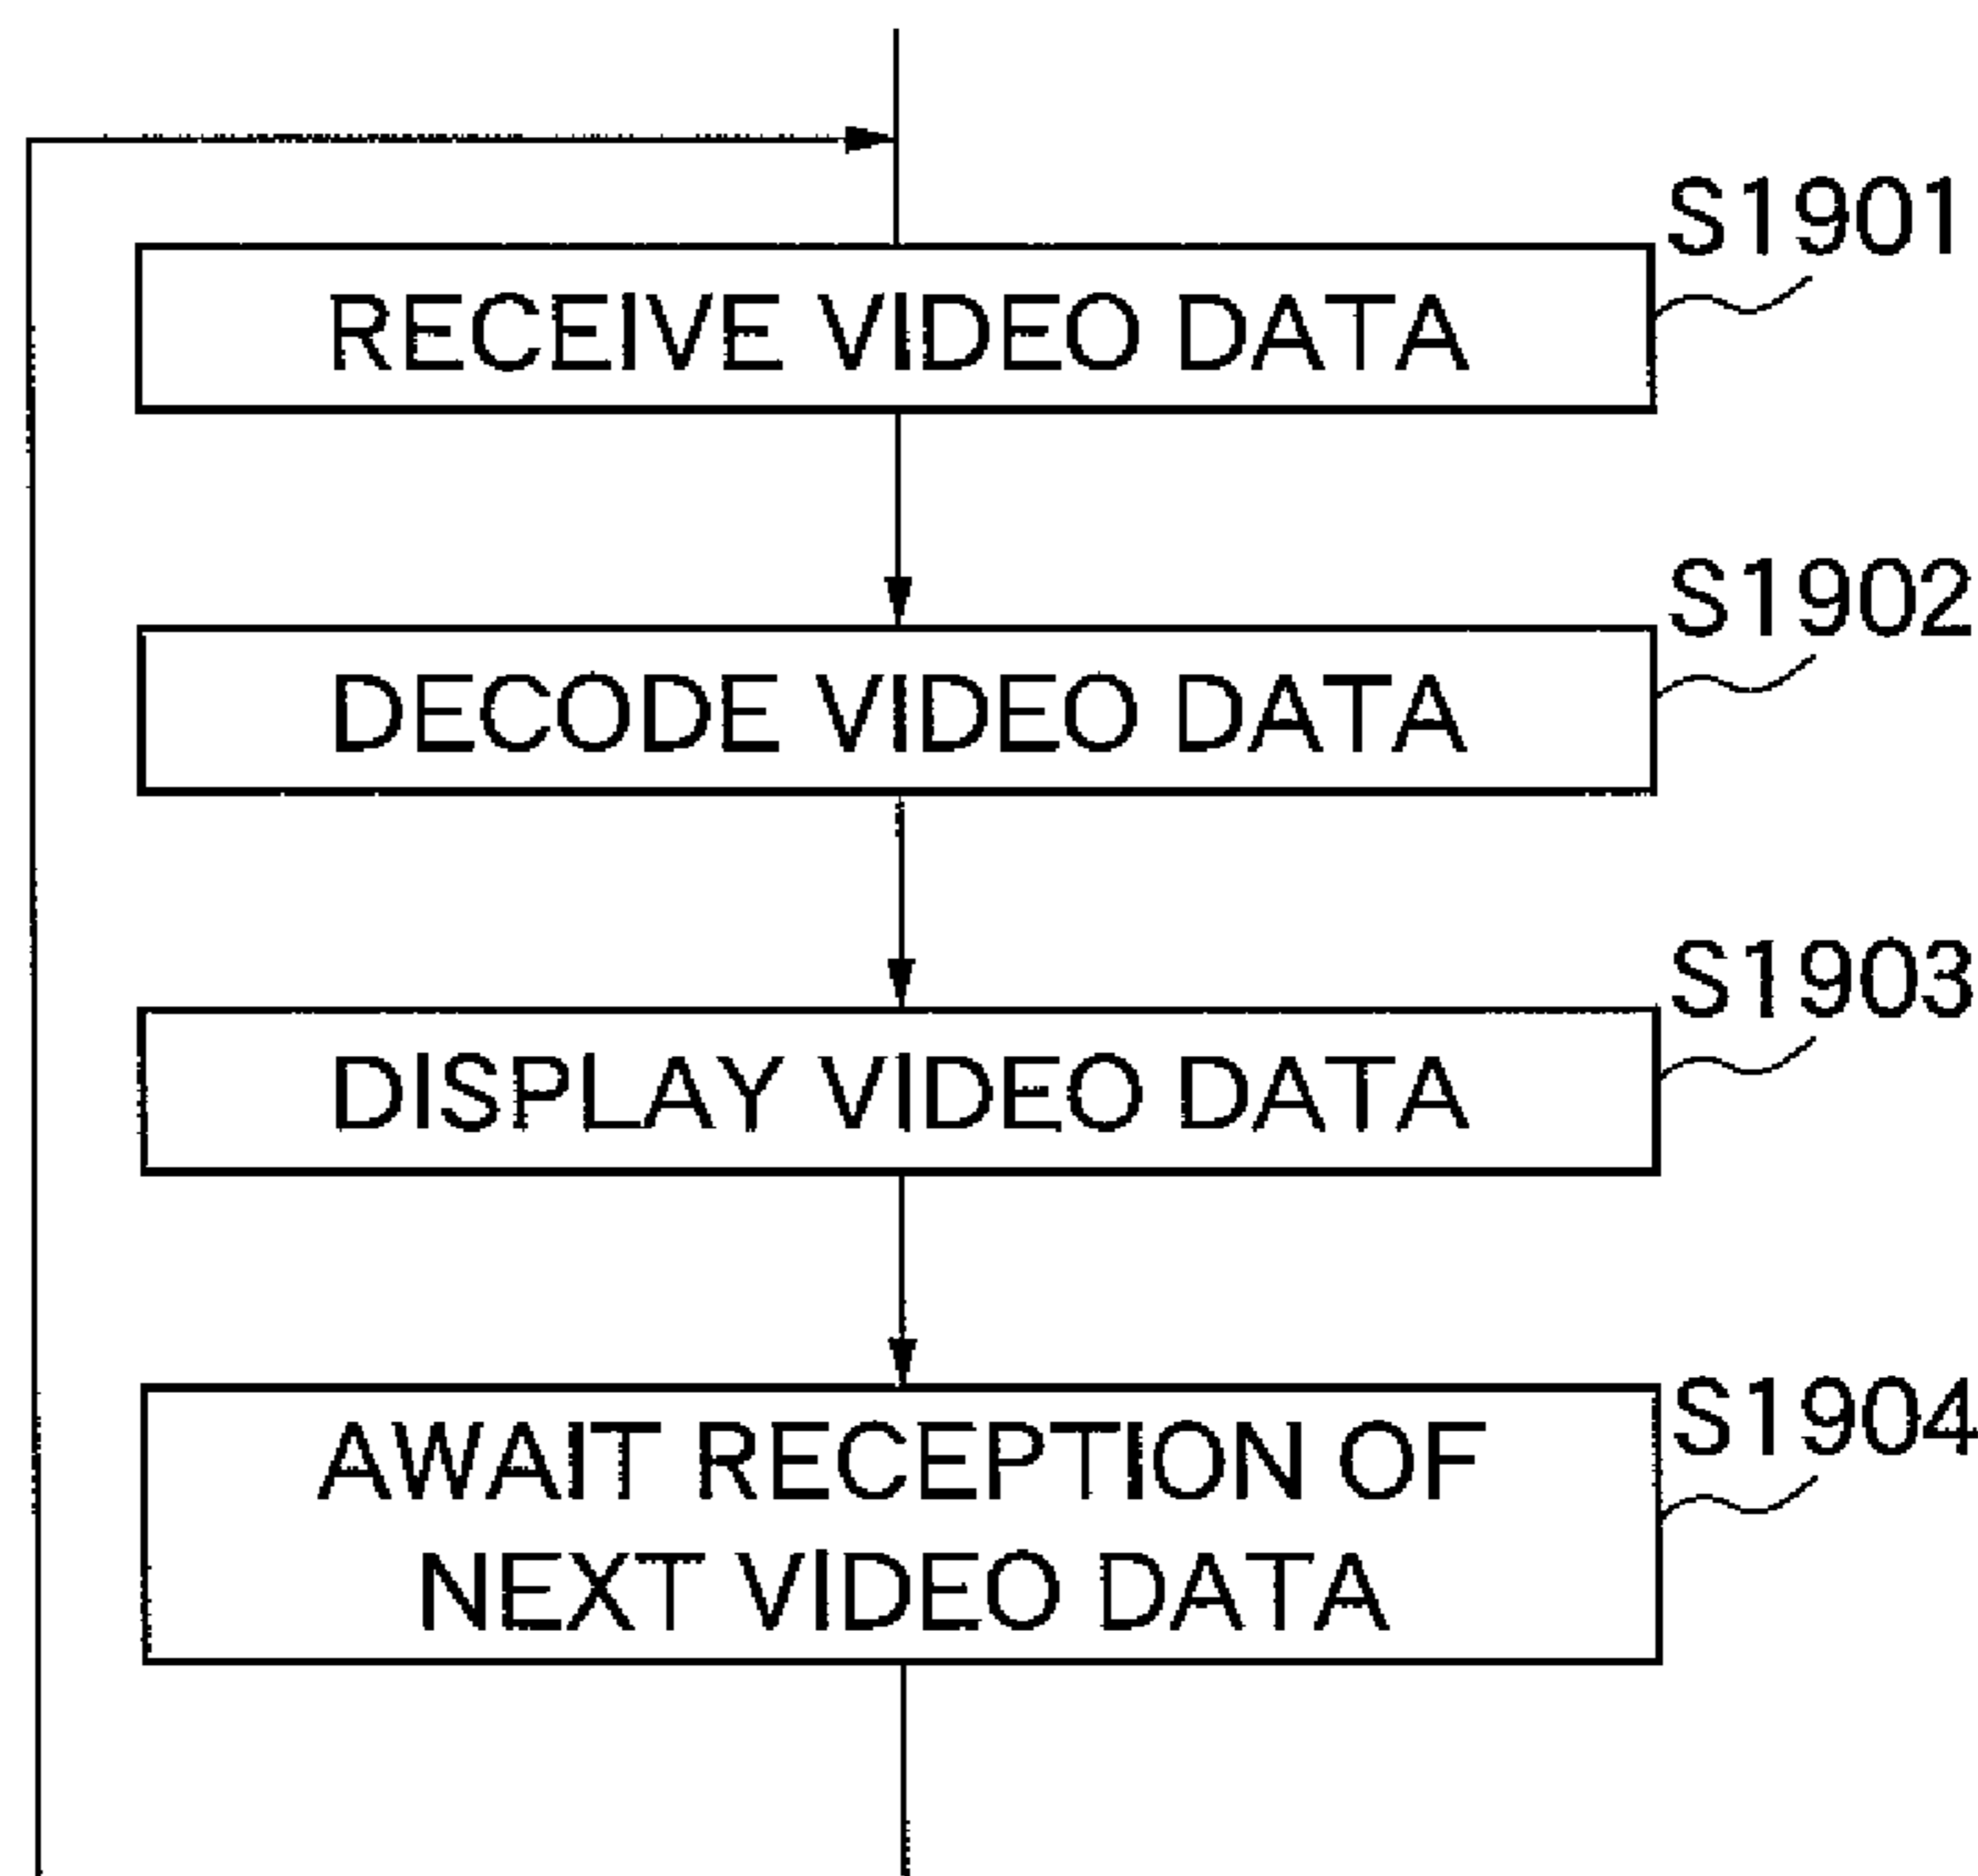 S1901
RECEIVE VIDEO DATA
S1902
DECODE VIDEO DATA
S1903
DISPLAY VIDEO DATA
S1904
AWAIT RECEPTION OF
NEXT VIDEO DATA